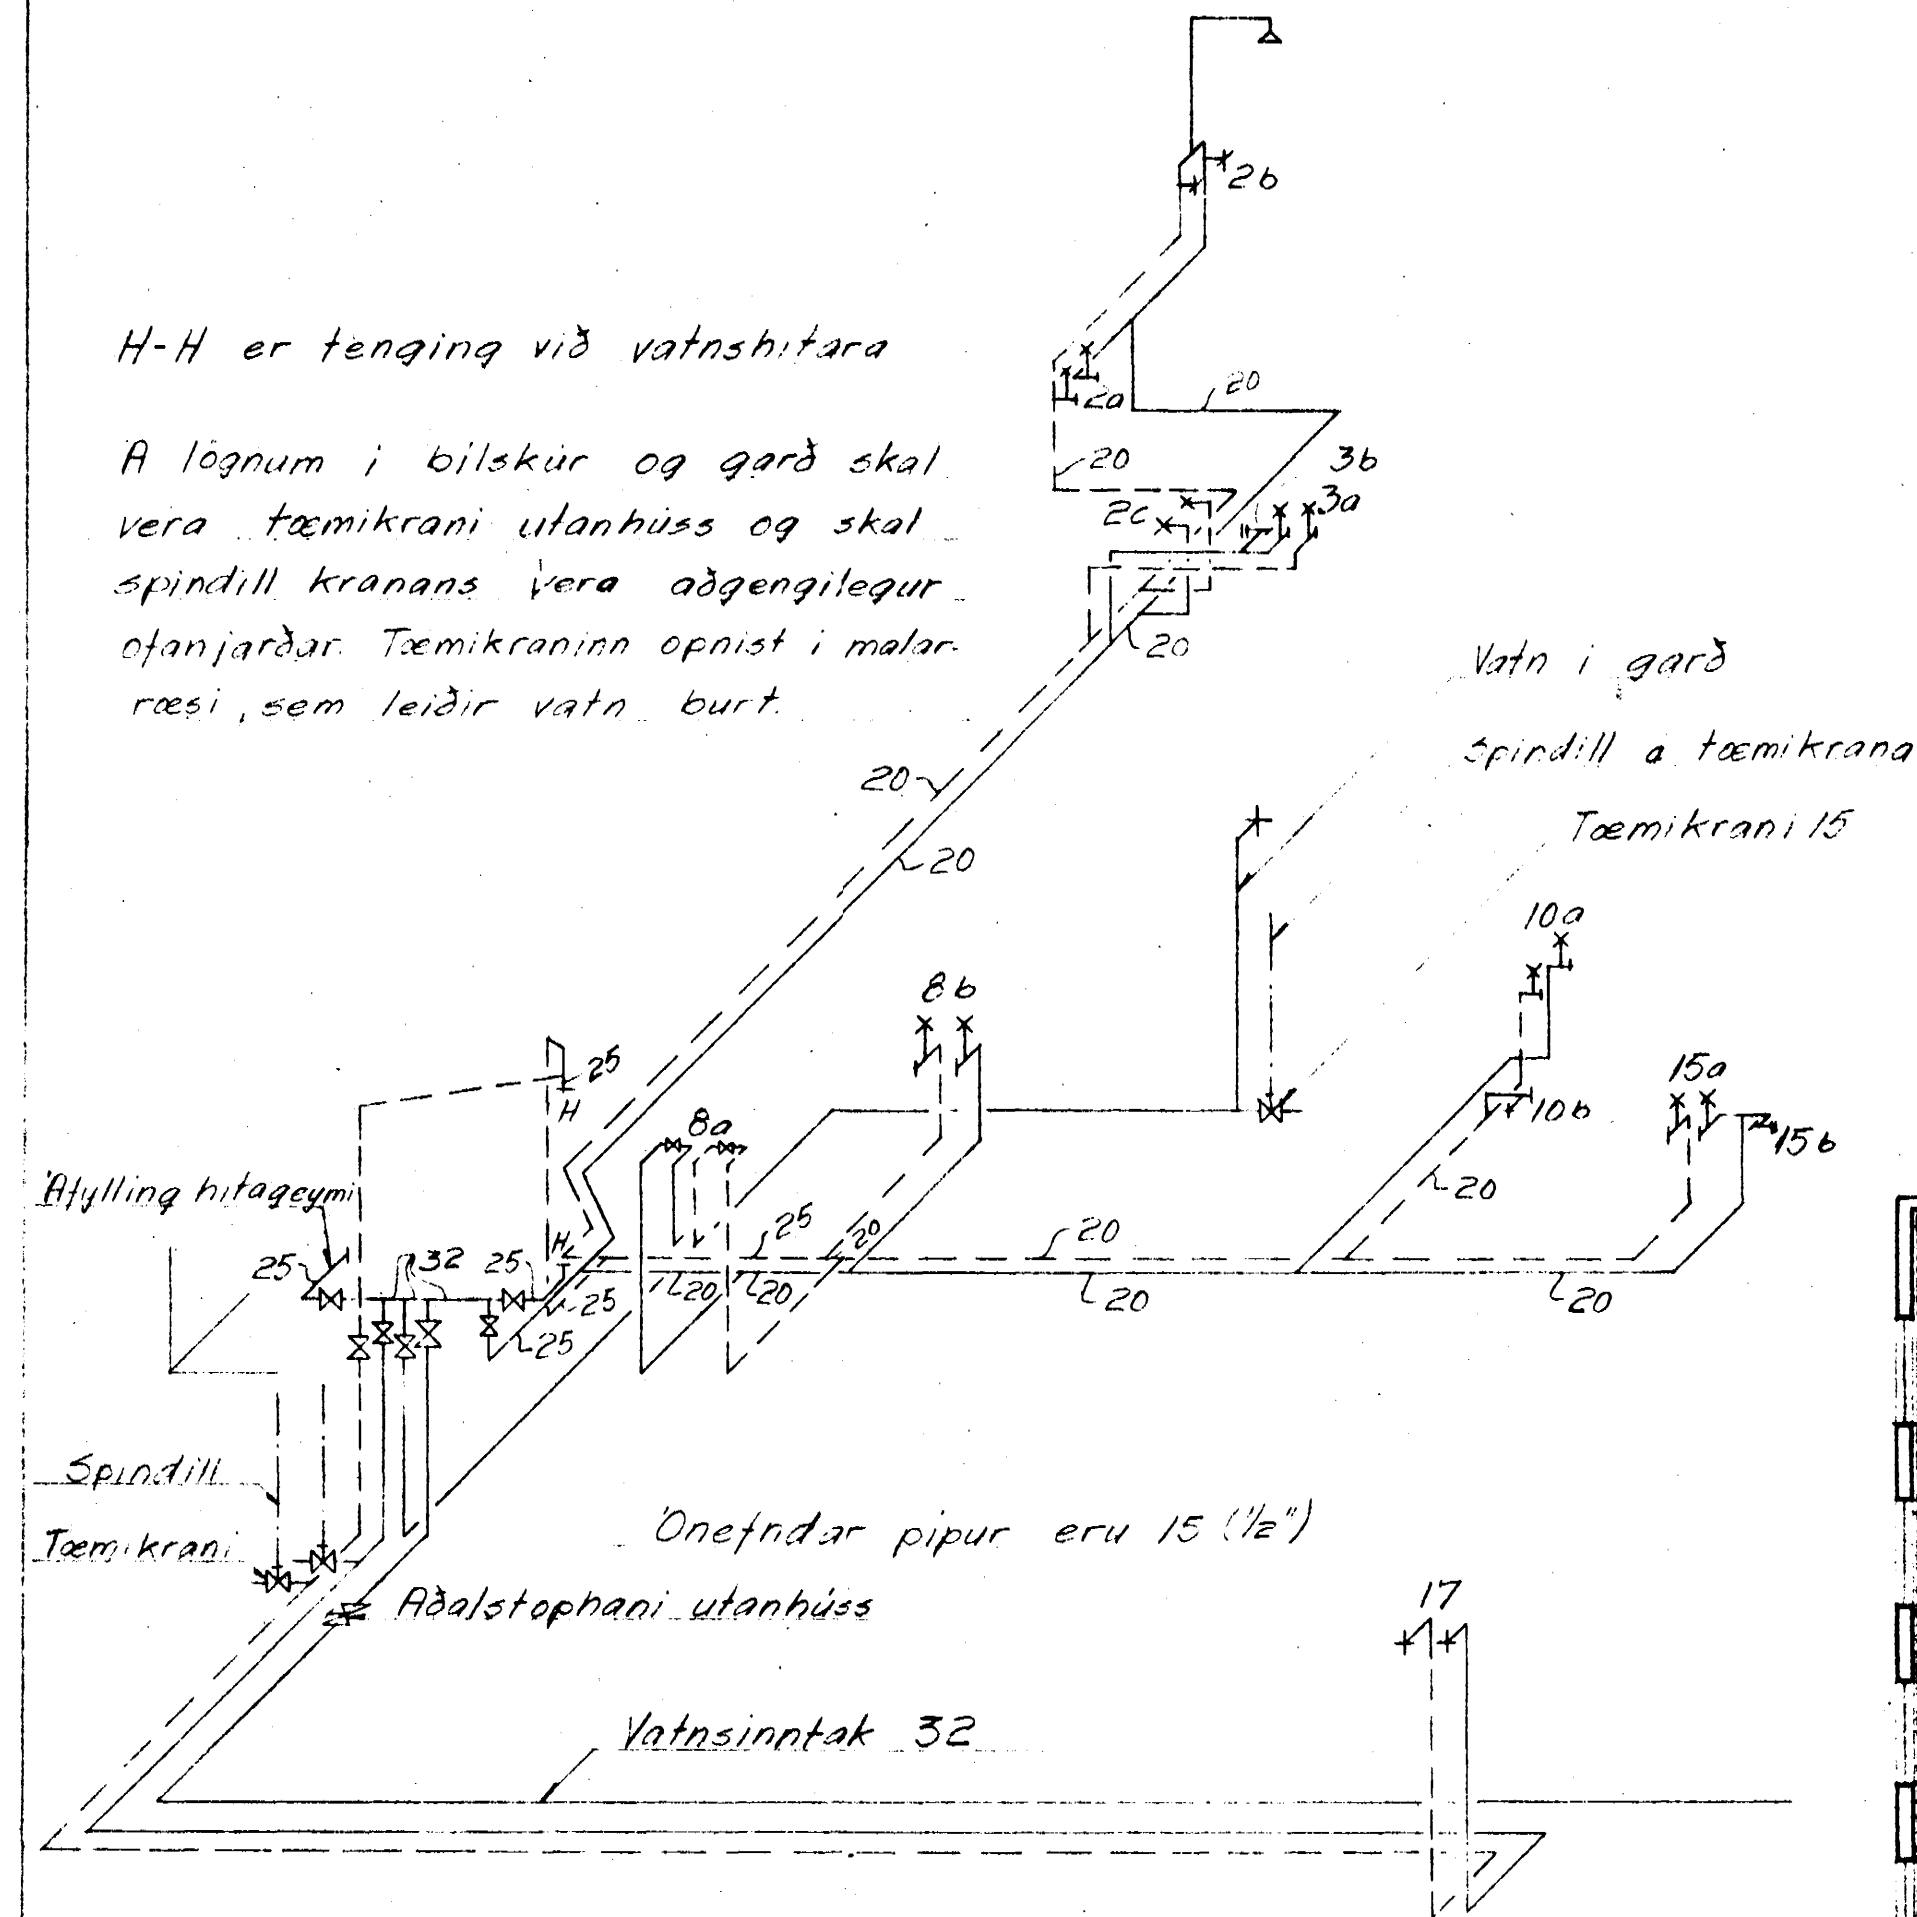 2b
H-H er tenging við vatnshitara
2a
20
Á lögnum i bílskúr og garð skal
vera tæmikrani utanhúss og skal
spindill kranans vera aðgengilegur
ofanjarðar. Tæmikraninn opnist i malar-
ræsi, sem leiðir vatn burt.
20
3b
3a
2c
20
Vatn i garð
Spindill a tæmikrana
Tæmikrani 15
20
20
10a
8b
25
H
8a
15a
10b
15b
Áfylling hitageymi
20
25
32
25
H
25
20
20
25
20
20
20
20
25
25
Spindill
Tæmikrani
Ónefndar pípur eru 15 (1/2")
Aðalstophani utanhúss
17
Vatnsinntak 32